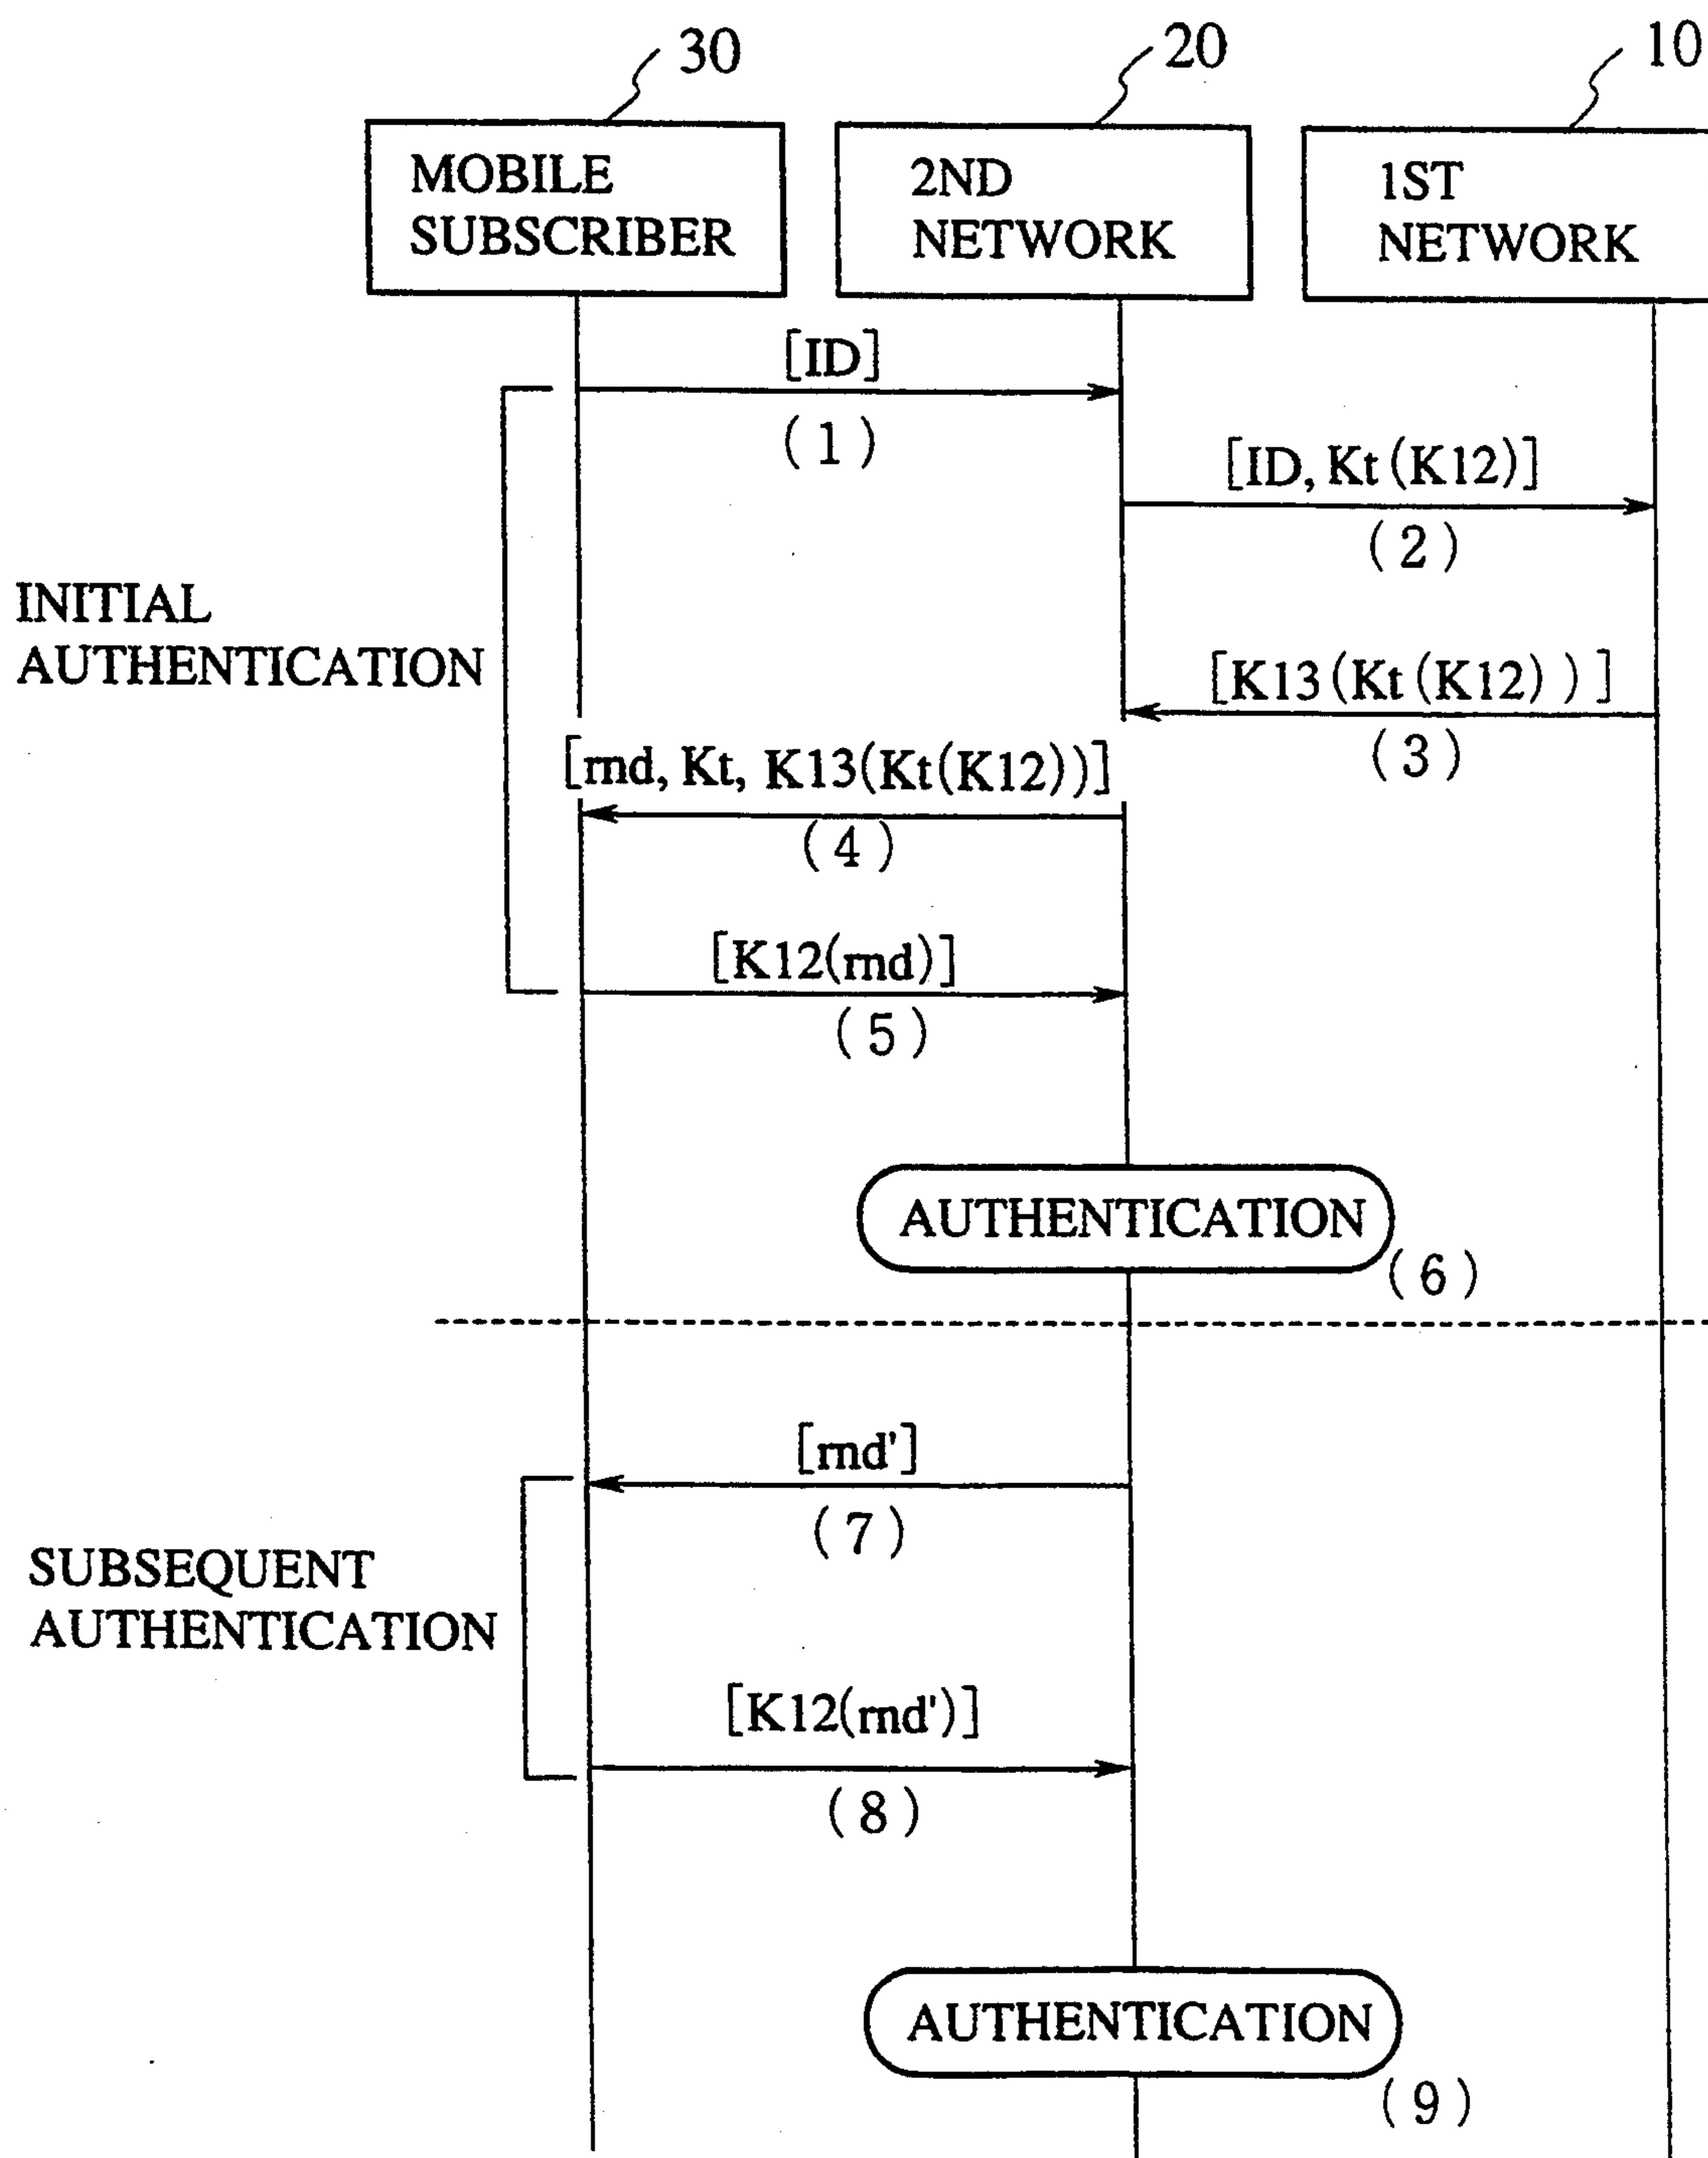 30
20
10
MOBILE
SUBSCRIBER
2ND
NETWORK
1ST
NETWORK
[ID]
(1)
[ID, Kt (K12)]
(2)
INITIAL
AUTHENTICATION
[K13 (Kt (K12) ) ]
(3)
[rnd, Kt, K13(Kt(K12))]
(4)
[K12(rnd)]
(5)
AUTHENTICATION
(6)
[rnd']
(7)
SUBSEQUENT
AUTHENTICATION
[K12(rnd')]
(8)
AUTHENTICATION
(9)